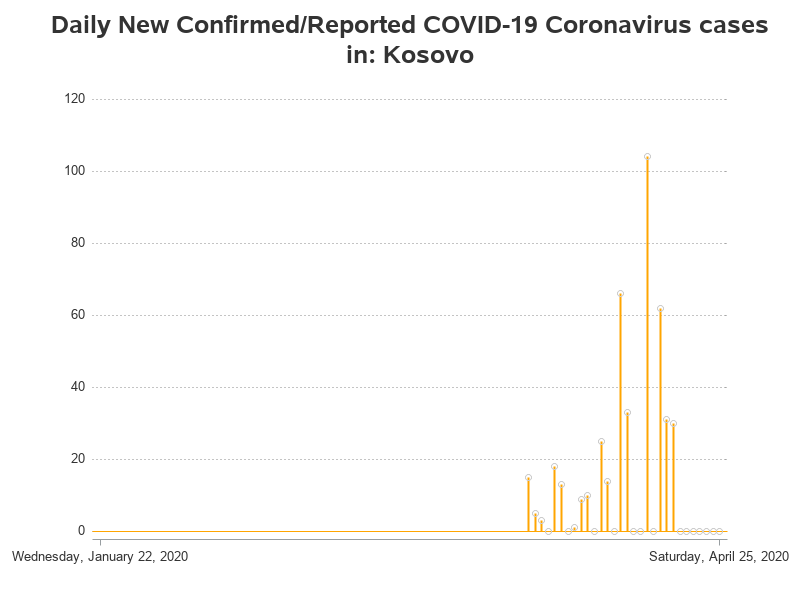 Daily New Confirmed/Reported COVID-19 Coronavirus cases
in: Kosovo
120
100
80
60
40
20
0
Wednesday, January 22, 2020 Saturday, April 25, 2020